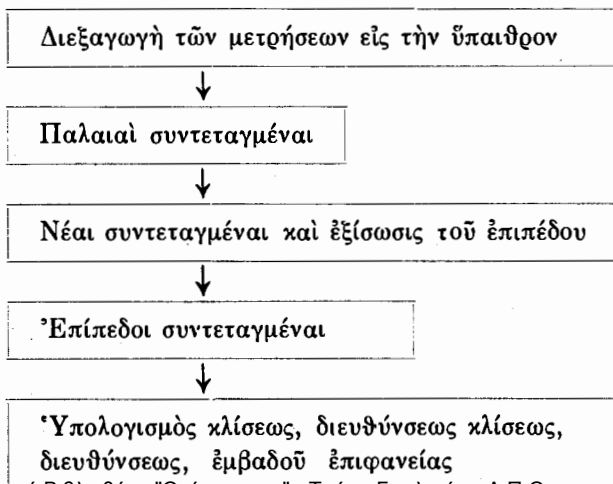 Διεξαγωγὴ τῶν μετρήσεων εἰς τὴν ὕπαιθρον
Παλαιαὶ συντεταγμέναι
Νέαι συντεταγμέναι καὶ ἐξίσωσις τοῦ ἐπιπέδου
Ἐπίπεδοι συντεταγμέναι
Ὑπολογισμὸς κλίσεως, διευθύνσεως κλίσεως,
διευθύνσεως, ἐμβαδοῦ ἐπιφανείας